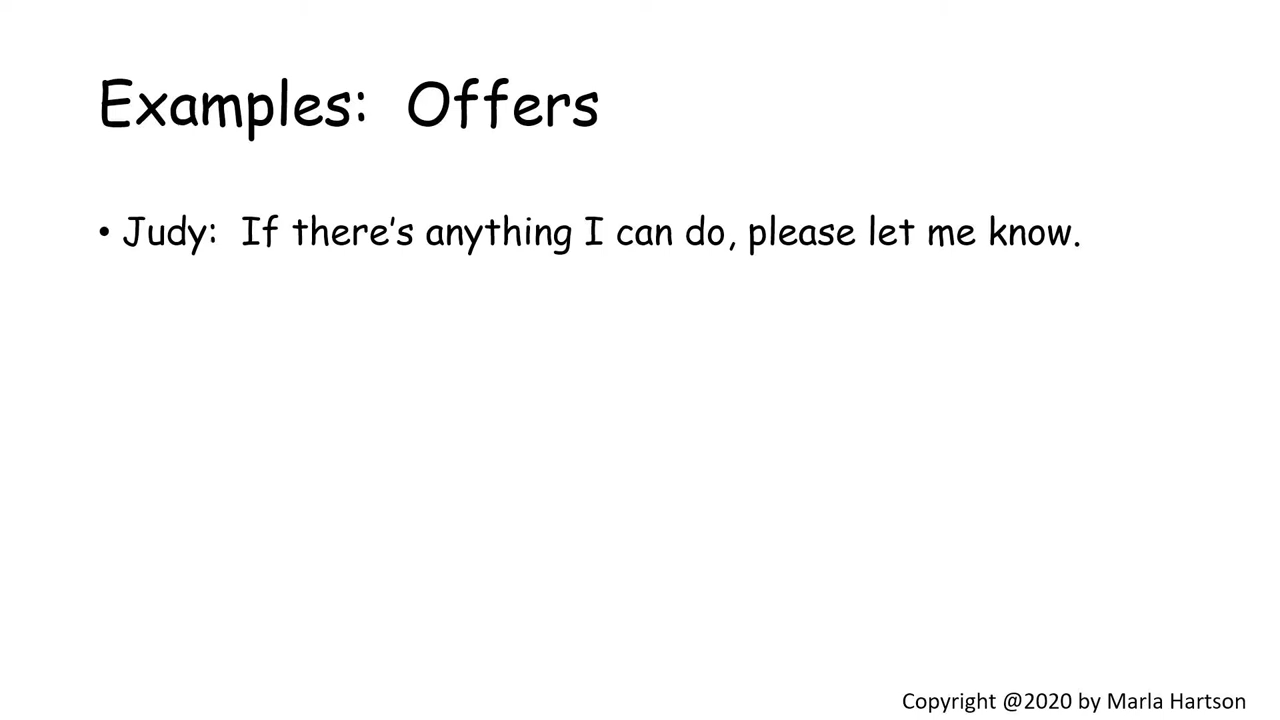 Examples:  Offers
• Judy:  If there’s anything I can do, please let me know.
Copyright @2020 by Marla Hartson